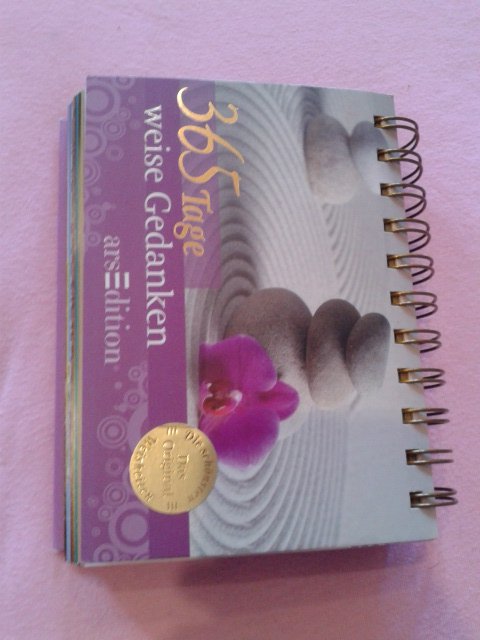 365 Tage
weise Gedanken
arsEdition
Das
Original